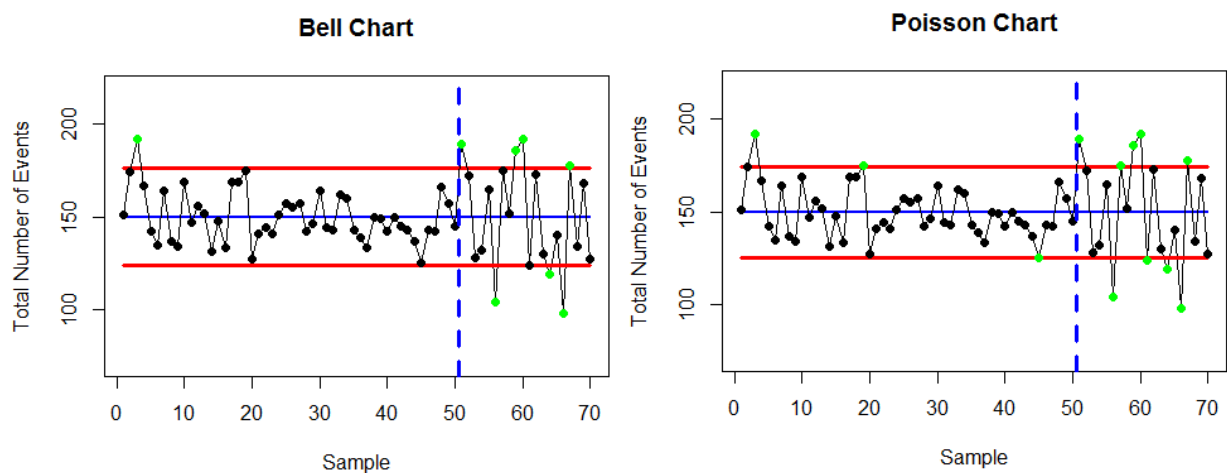 Bell Chart
Total Number of Events
200
150
100
0 10 20 30 40 50 60 70
Sample
Poisson Chart
Total Number of Events
200
150
100
0 10 20 30 40 50 60 70
Sample